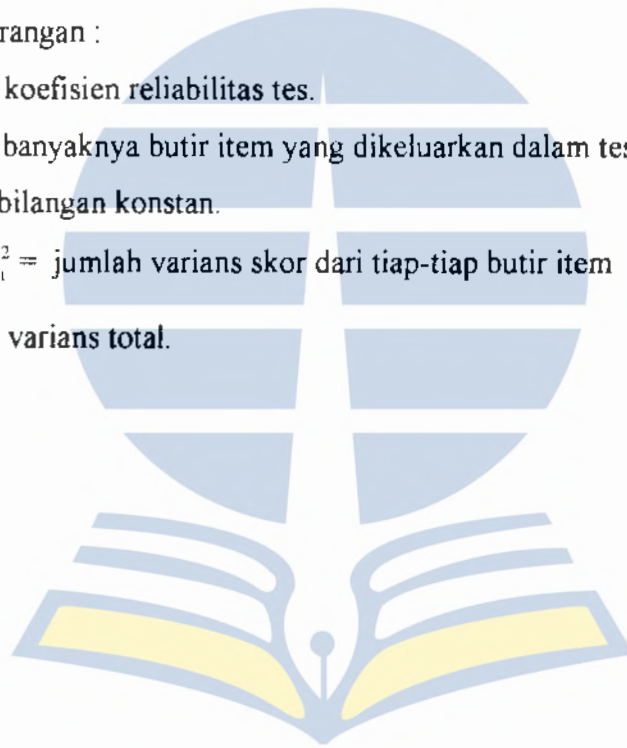 rangan :
koefisien reliabilitas tes.
banyaknya butir item yang dikeluarkan dalam tes
bilangan konstan.
²ᵢ = jumlah varians skor dari tiap-tiap butir item
varians total.